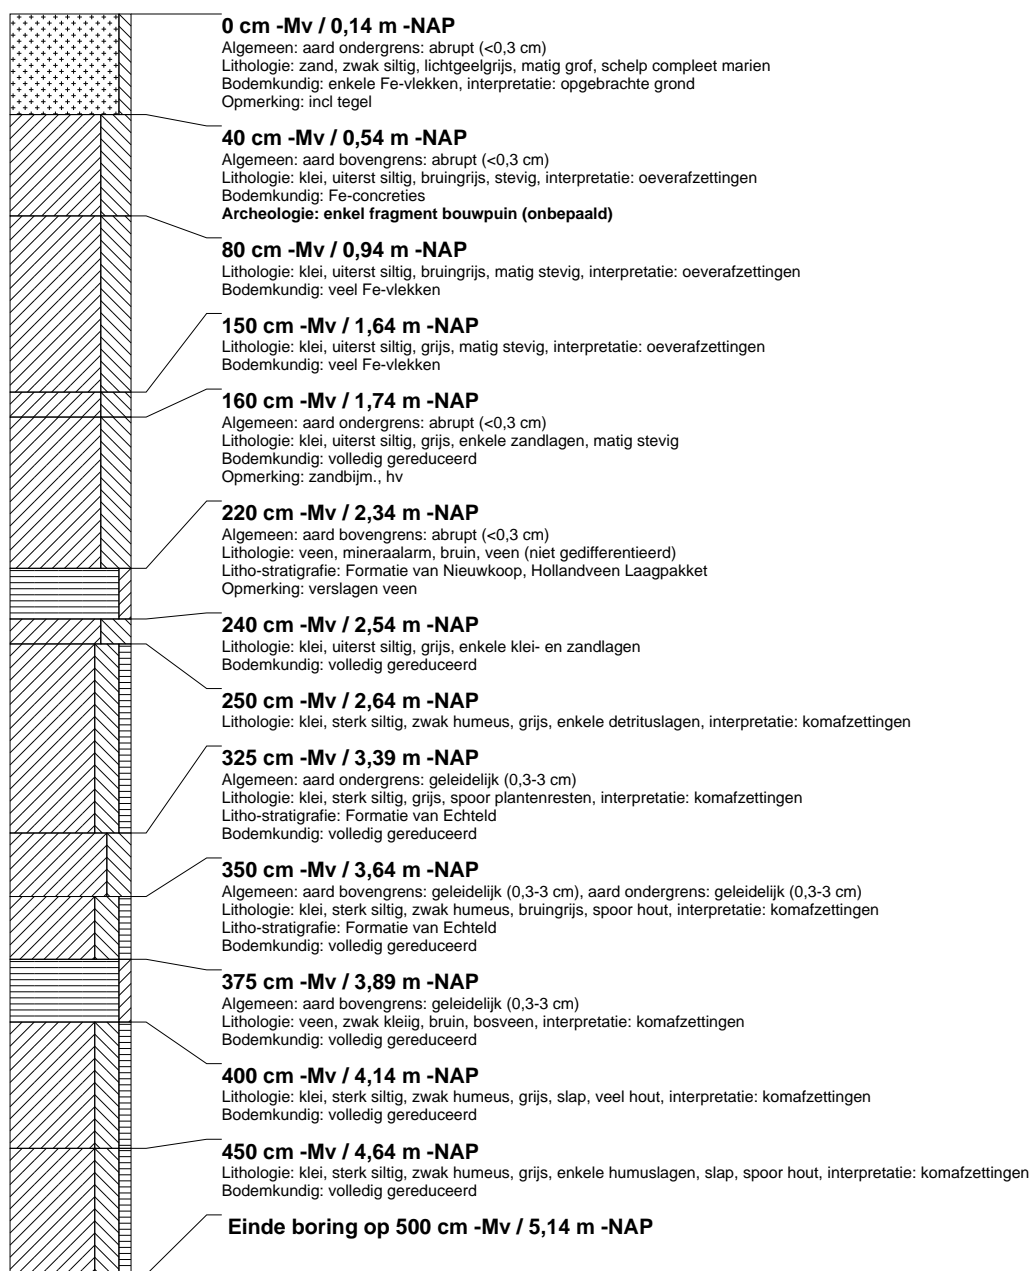 0 cm -Mv / 0,14 m -NAP
Algemeen: aard ondergrens: abrupt (<0,3 cm)
Lithologie: zand, zwak siltig, lichtgeelgrijs, matig grof, schelp compleet marien
Bodemkundig: enkele Fe-vlekken, interpretatie: opgebrachte grond
Opmerking: incl tegel
40 cm -Mv / 0,54 m -NAP
Algemeen: aard bovengrens: abrupt (<0,3 cm)
Lithologie: klei, uiterst siltig, bruingrijs, stevig, interpretatie: oeverafzettingen
Bodemkundig: Fe-concreties
Archeologie: enkel fragment bouwpuin (onbepaald)
80 cm -Mv / 0,94 m -NAP
Lithologie: klei, uiterst siltig, bruingrijs, matig stevig, interpretatie: oeverafzettingen
Bodemkundig: veel Fe-vlekken
150 cm -Mv / 1,64 m -NAP
Lithologie: klei, uiterst siltig, grijs, matig stevig, interpretatie: oeverafzettingen
Bodemkundig: veel Fe-vlekken
160 cm -Mv / 1,74 m -NAP
Algemeen: aard ondergrens: abrupt (<0,3 cm)
Lithologie: klei, uiterst siltig, grijs, enkele zandlagen, matig stevig
Bodemkundig: volledig gereduceerd
Opmerking: zandbijm., hv
220 cm -Mv / 2,34 m -NAP
Algemeen: aard bovengrens: abrupt (<0,3 cm)
Lithologie: veen, mineraalarm, bruin, veen (niet gedifferentieerd)
Litho-stratigrafie: Formatie van Nieuwkoop, Hollandveen Laagpakket
Opmerking: verslagen veen
240 cm -Mv / 2,54 m -NAP
Lithologie: klei, uiterst siltig, grijs, enkele klei- en zandlagen
Bodemkundig: volledig gereduceerd
250 cm -Mv / 2,64 m -NAP
Lithologie: klei, sterk siltig, zwak humeus, grijs, enkele detrituslagen, interpretatie: komafzettingen
325 cm -Mv / 3,39 m -NAP
Algemeen: aard ondergrens: geleidelijk (0,3-3 cm)
Lithologie: klei, sterk siltig, grijs, spoor plantenresten, interpretatie: komafzettingen
Litho-stratigrafie: Formatie van Echteld
Bodemkundig: volledig gereduceerd
350 cm -Mv / 3,64 m -NAP
Algemeen: aard bovengrens: geleidelijk (0,3-3 cm), aard ondergrens: geleidelijk (0,3-3 cm)
Lithologie: klei, sterk siltig, zwak humeus, bruingrijs, spoor hout, interpretatie: komafzettingen
Litho-stratigrafie: Formatie van Echteld
Bodemkundig: volledig gereduceerd
375 cm -Mv / 3,89 m -NAP
Algemeen: aard bovengrens: geleidelijk (0,3-3 cm)
Lithologie: veen, zwak kleiig, bruin, bosveen, interpretatie: komafzettingen
Bodemkundig: volledig gereduceerd
400 cm -Mv / 4,14 m -NAP
Lithologie: klei, sterk siltig, zwak humeus, grijs, slap, veel hout, interpretatie: komafzettingen
Bodemkundig: volledig gereduceerd
450 cm -Mv / 4,64 m -NAP
Lithologie: klei, sterk siltig, zwak humeus, grijs, enkele humuslagen, slap, spoor hout, interpretatie: komafzettingen
Bodemkundig: volledig gereduceerd
Einde boring op 500 cm -Mv / 5,14 m -NAP